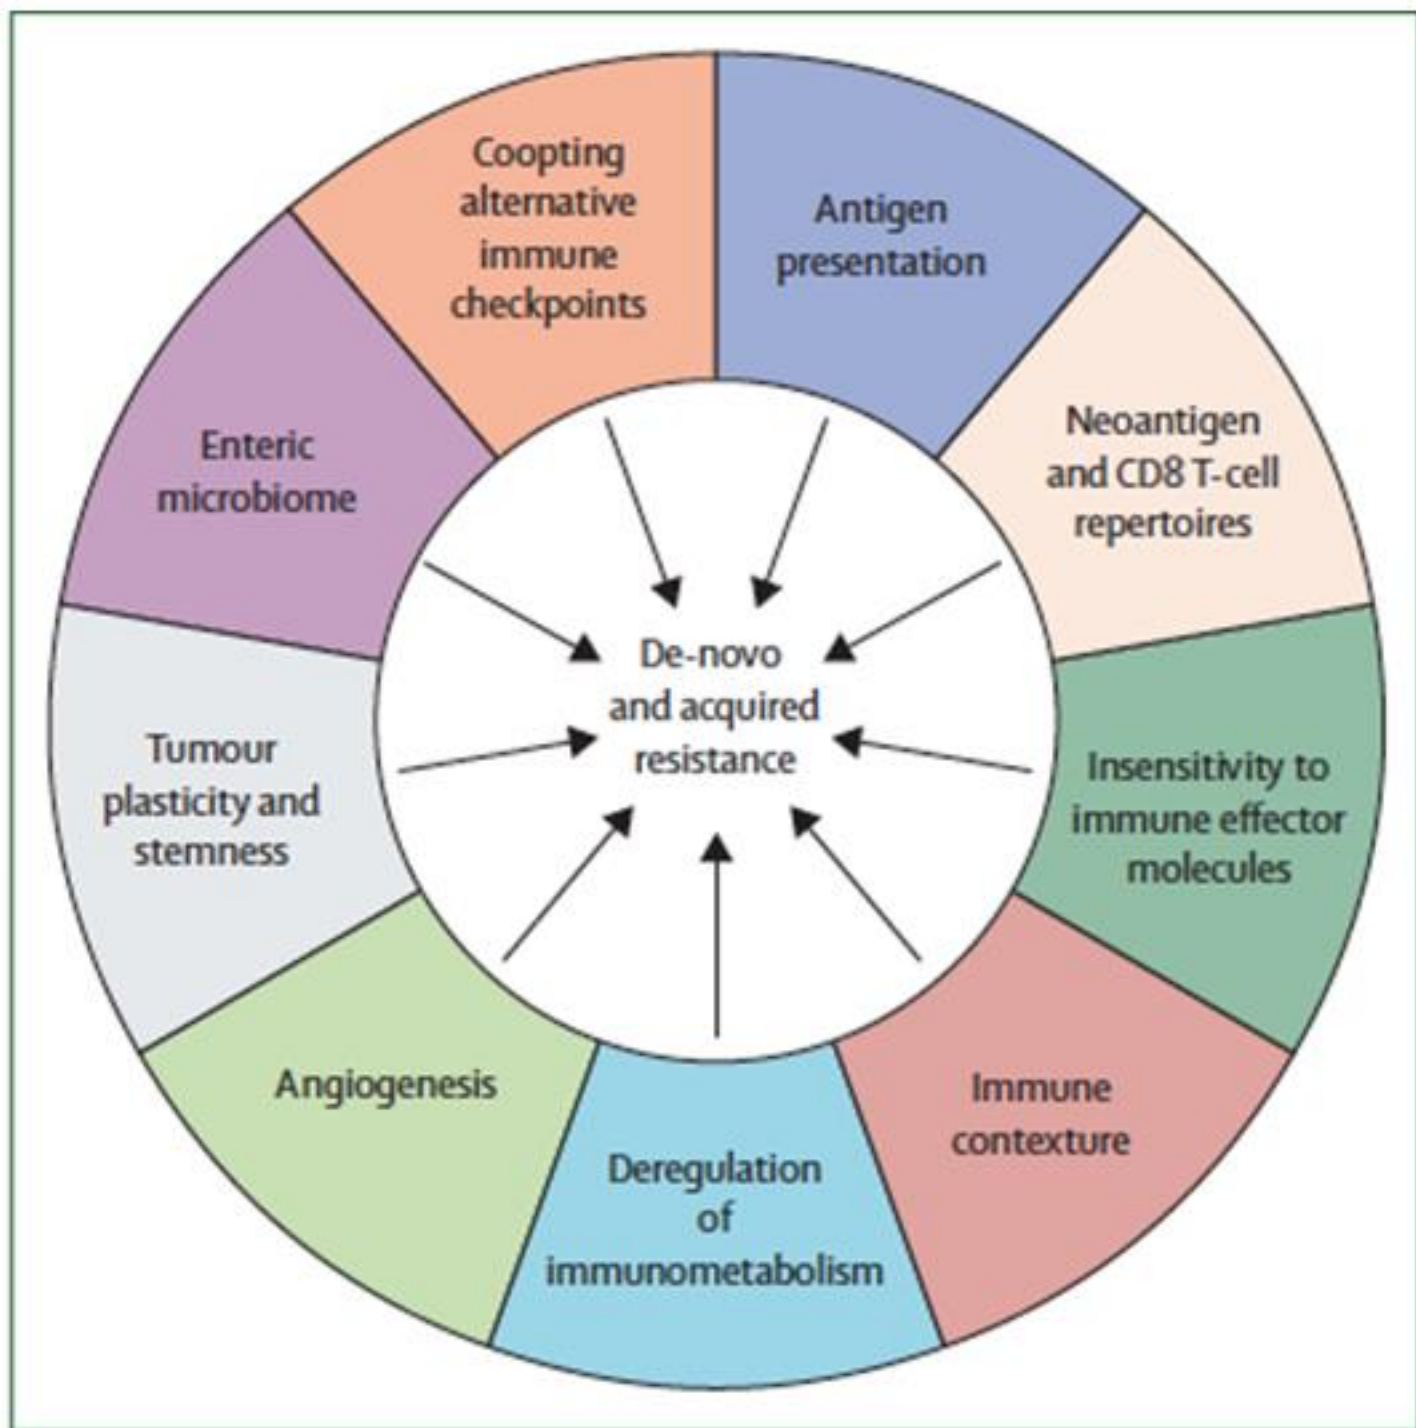 Coopting
alternative
immune
checkpoints
Antigen
presentation
Neoantigen
and CD8 T-cell
repertoires
Insensitivity to
immune effector
molecules
Immune
contexture
Deregulation
of
immunometabolism
Angiogenesis
Tumour
plasticity and
stemness
Enteric
microbiome
De-novo
and acquired
resistance